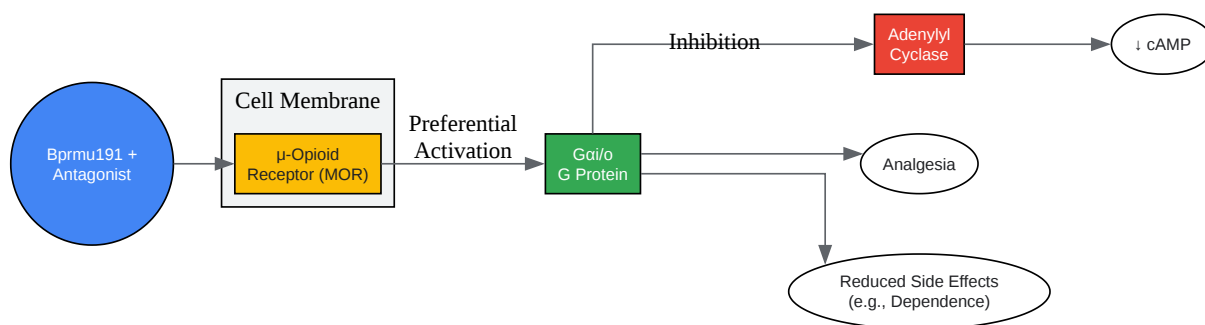 Bprmu191 +
Antagonist
Cell Membrane
μ-Opioid
Receptor (MOR)
Preferential
Activation
Gαi/o
G Protein
Inhibition
Adenylyl
Cyclase
↓ cAMP
Analgesia
Reduced Side Effects
(e.g., Dependence)